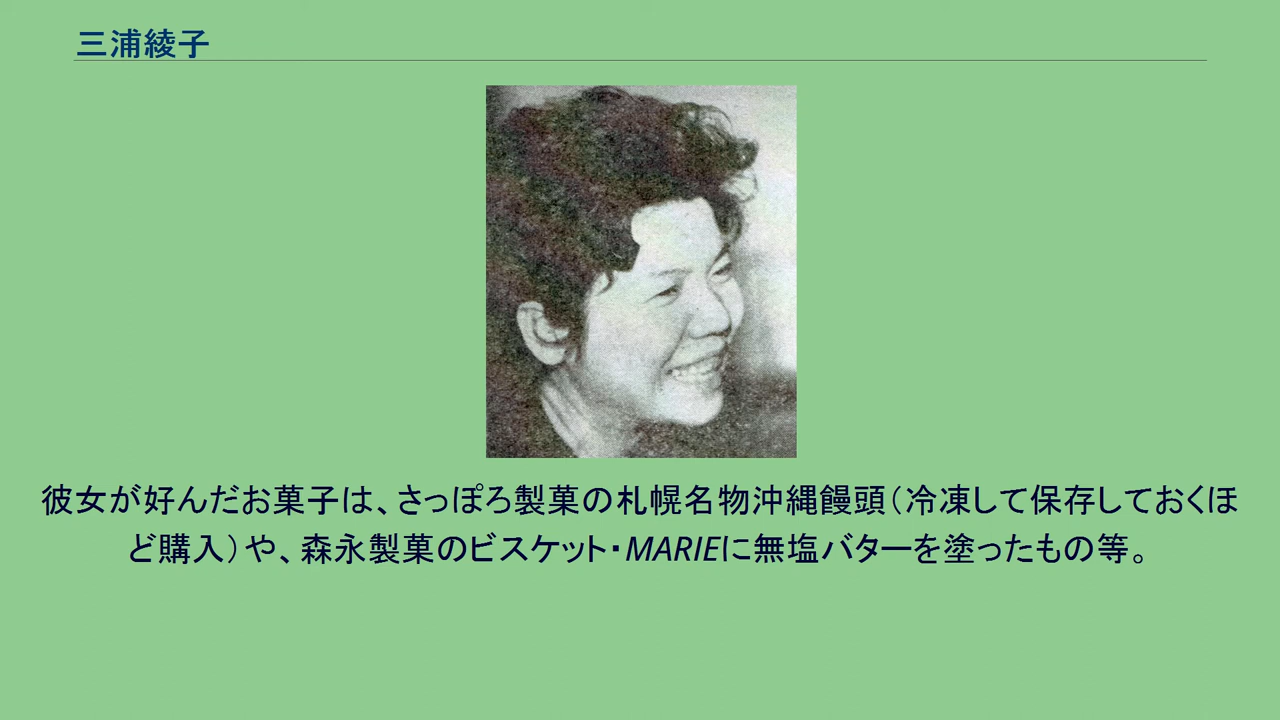 三浦綾子
彼女が好んだお菓子は、さっぽろ製菓の札幌名物沖縄饅頭（冷凍して保存しておくほ
ど購入）や、森永製菓のビスケット・MARIEに無塩バターを塗ったもの等。